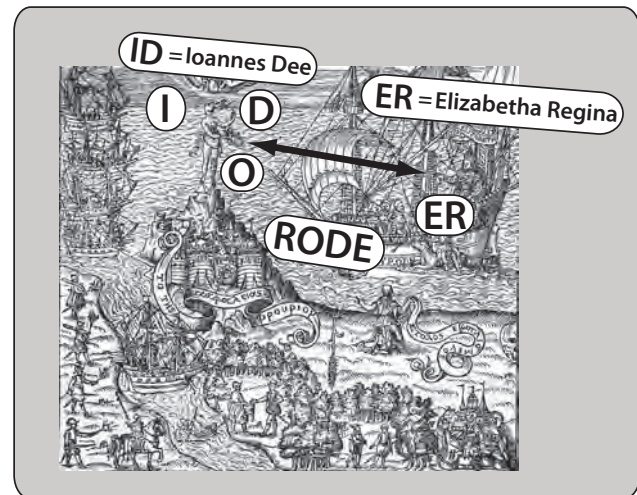 ID = Ioannes Dee
ER = Elizabetha Regina
I D
O
ER
RODE